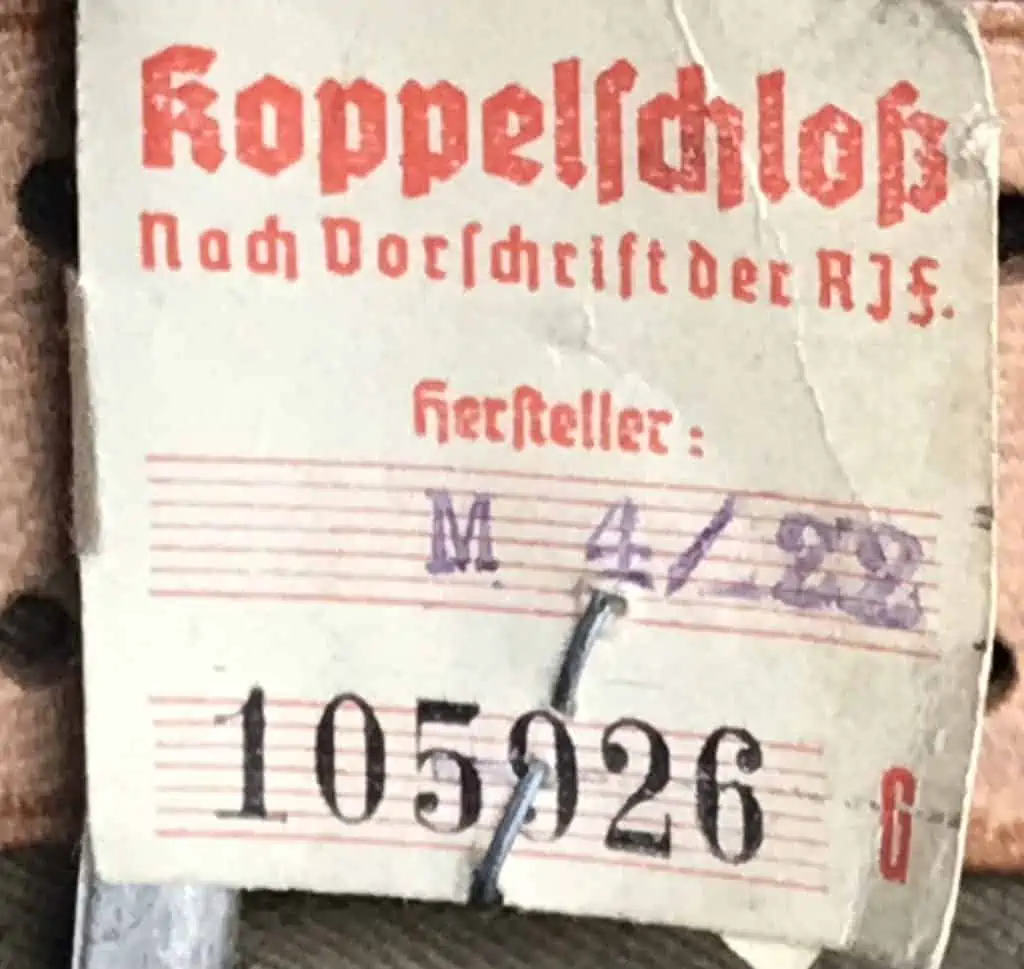 Koppelschloß
Nach Vorschrift der RJF.
Hersteller:
M 4/22
105926
G